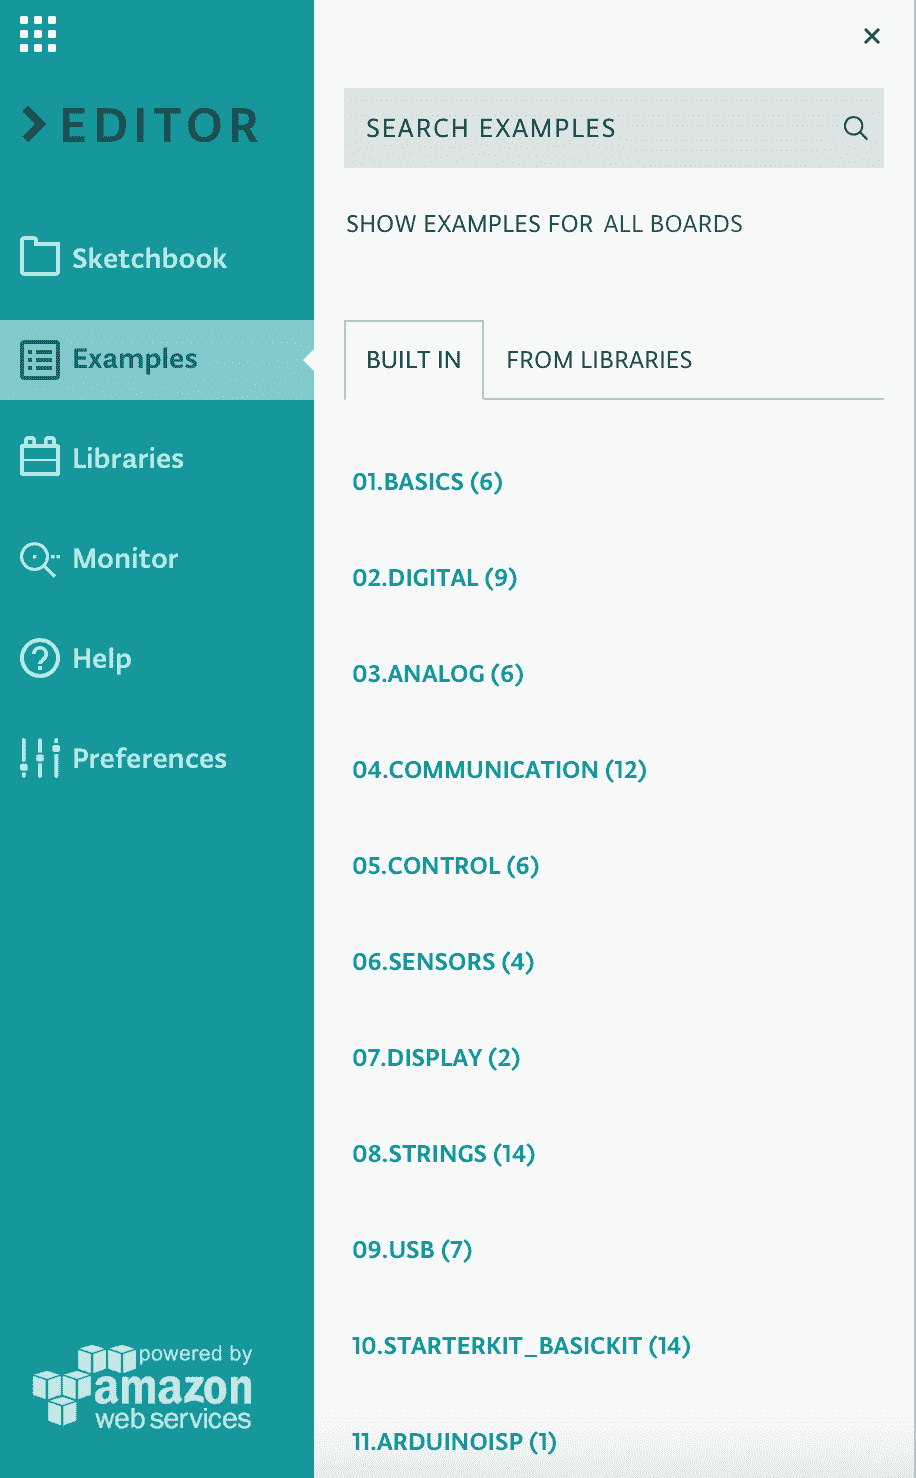 EDITOR
Sketchbook
Examples
Libraries
Monitor
Help
Preferences
powered by
amazon
web services
SEARCH EXAMPLES
SHOW EXAMPLES FOR ALL BOARDS
BUILT IN
FROM LIBRARIES
01.BASICS (6)
02.DIGITAL (9)
03.ANALOG (6)
04.COMMUNICATION (12)
05.CONTROL (6)
06.SENSORS (4)
07.DISPLAY (2)
08.STRINGS (14)
09.USB (7)
10.STARTERKIT_BASICKIT (14)
11.ARDUINOISP (1)